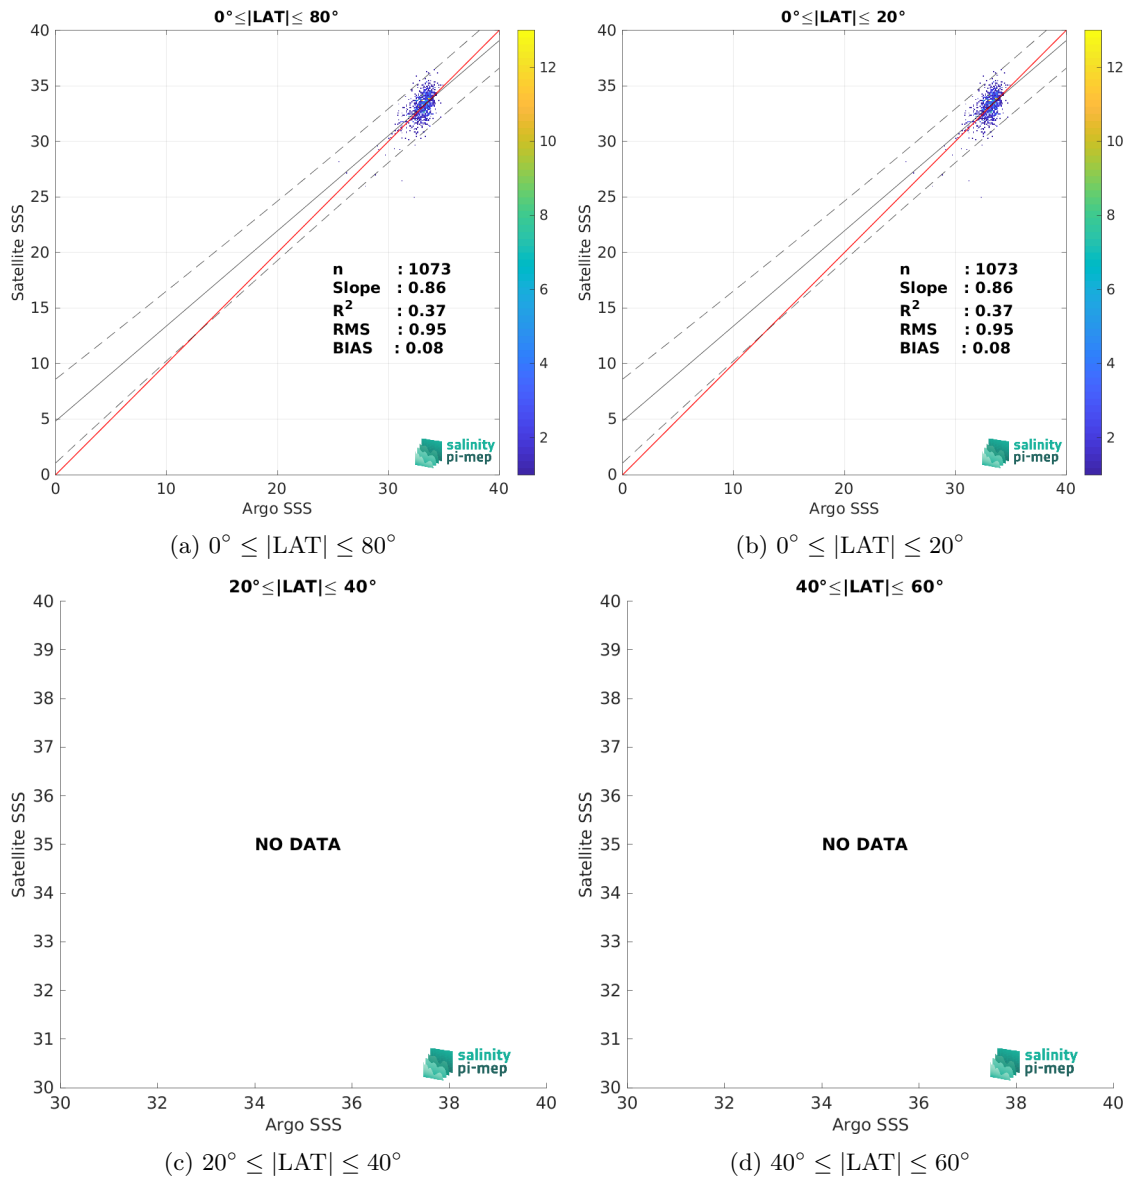 0°≤|LAT|≤ 80°
40
35
30
25
20
15
10
5
0
Satellite SSS
0
10
20
30
40
Argo SSS
n : 1073
Slope : 0.86
R² : 0.37
RMS : 0.95
BIAS : 0.08
salinity
pi-mep
12
10
8
6
4
2
(a) 0° ≤ |LAT| ≤ 80°
0°≤|LAT|≤ 20°
40
35
30
25
20
15
10
5
0
Satellite SSS
0
10
20
30
40
Argo SSS
n : 1073
Slope : 0.86
R² : 0.37
RMS : 0.95
BIAS : 0.08
salinity
pi-mep
12
10
8
6
4
2
(b) 0° ≤ |LAT| ≤ 20°
20°≤|LAT|≤ 40°
40
39
38
37
36
35
34
33
32
31
30
Satellite SSS
NO DATA
salinity
pi-mep
30
32
34
36
38
40
Argo SSS
(c) 20° ≤ |LAT| ≤ 40°
40°≤|LAT|≤ 60°
40
39
38
37
36
35
34
33
32
31
30
Satellite SSS
NO DATA
salinity
pi-mep
30
32
34
36
38
40
Argo SSS
(d) 40° ≤ |LAT| ≤ 60°